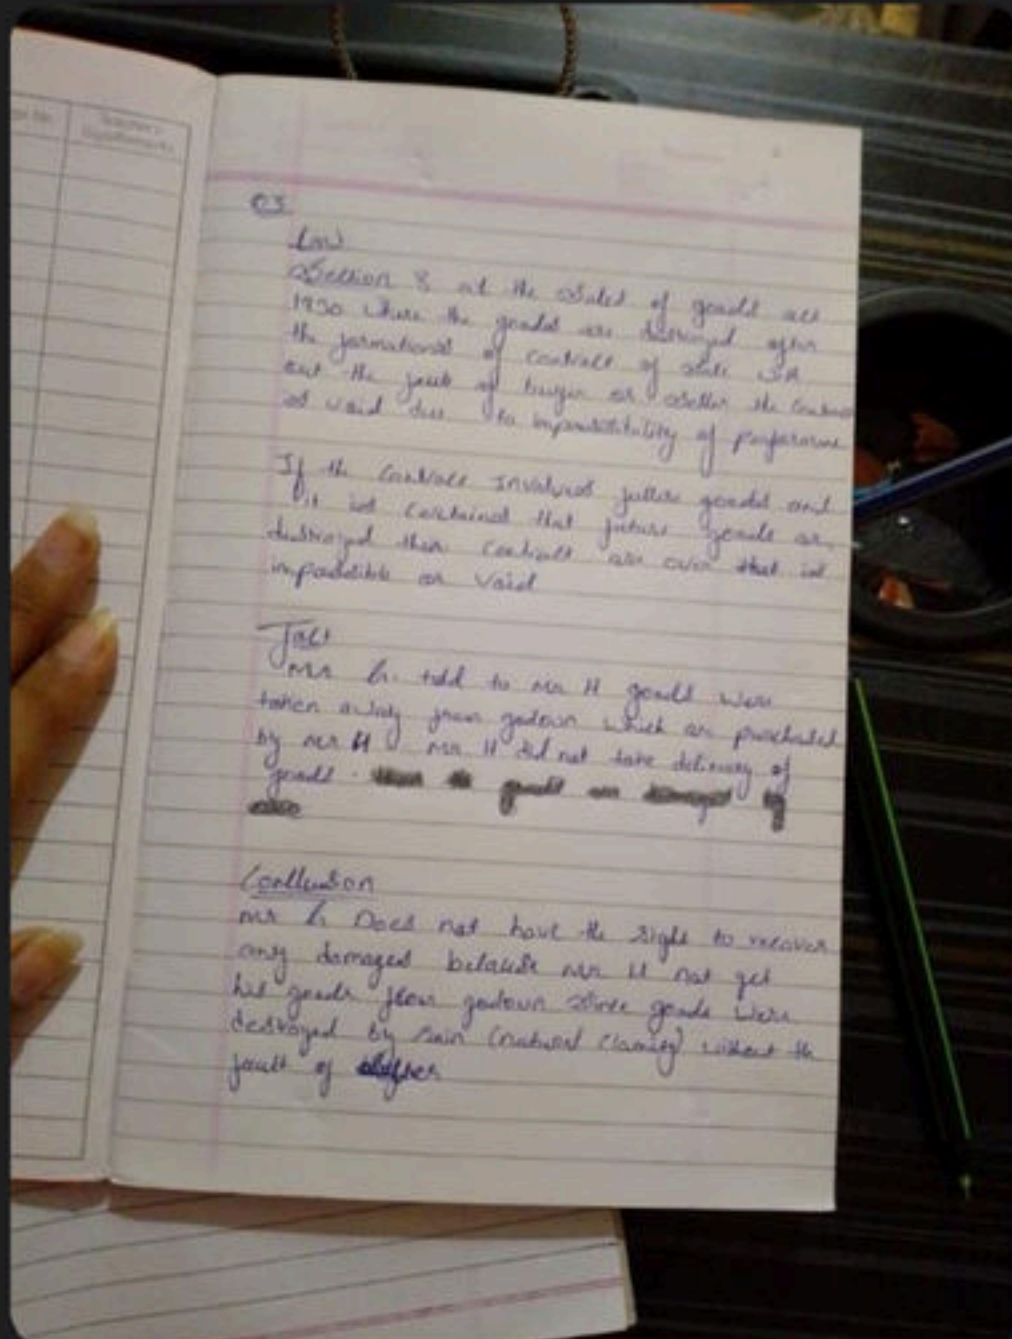 Q3
Law
Section 8 at the Sales of goods act
1930 where the goods are destroyed after
the formational of contract of sale
out the fault of buyer or seller the contract
is void due to impossibility of performance
If the contract Involved future goods and
it is contained that future goods are
destroyed then contract are over that is
impossible or void
Fact
Mr G. told to Mr H goods were
taken away from godown which are purchased
by Mr H Mr H did not take delivery of
goods.
Conclusion
Mr G Does not have the right to recover
any damages because Mr H not get
his goods from godown Since goods were
destroyed by rain (natural clamity) without the
fault of